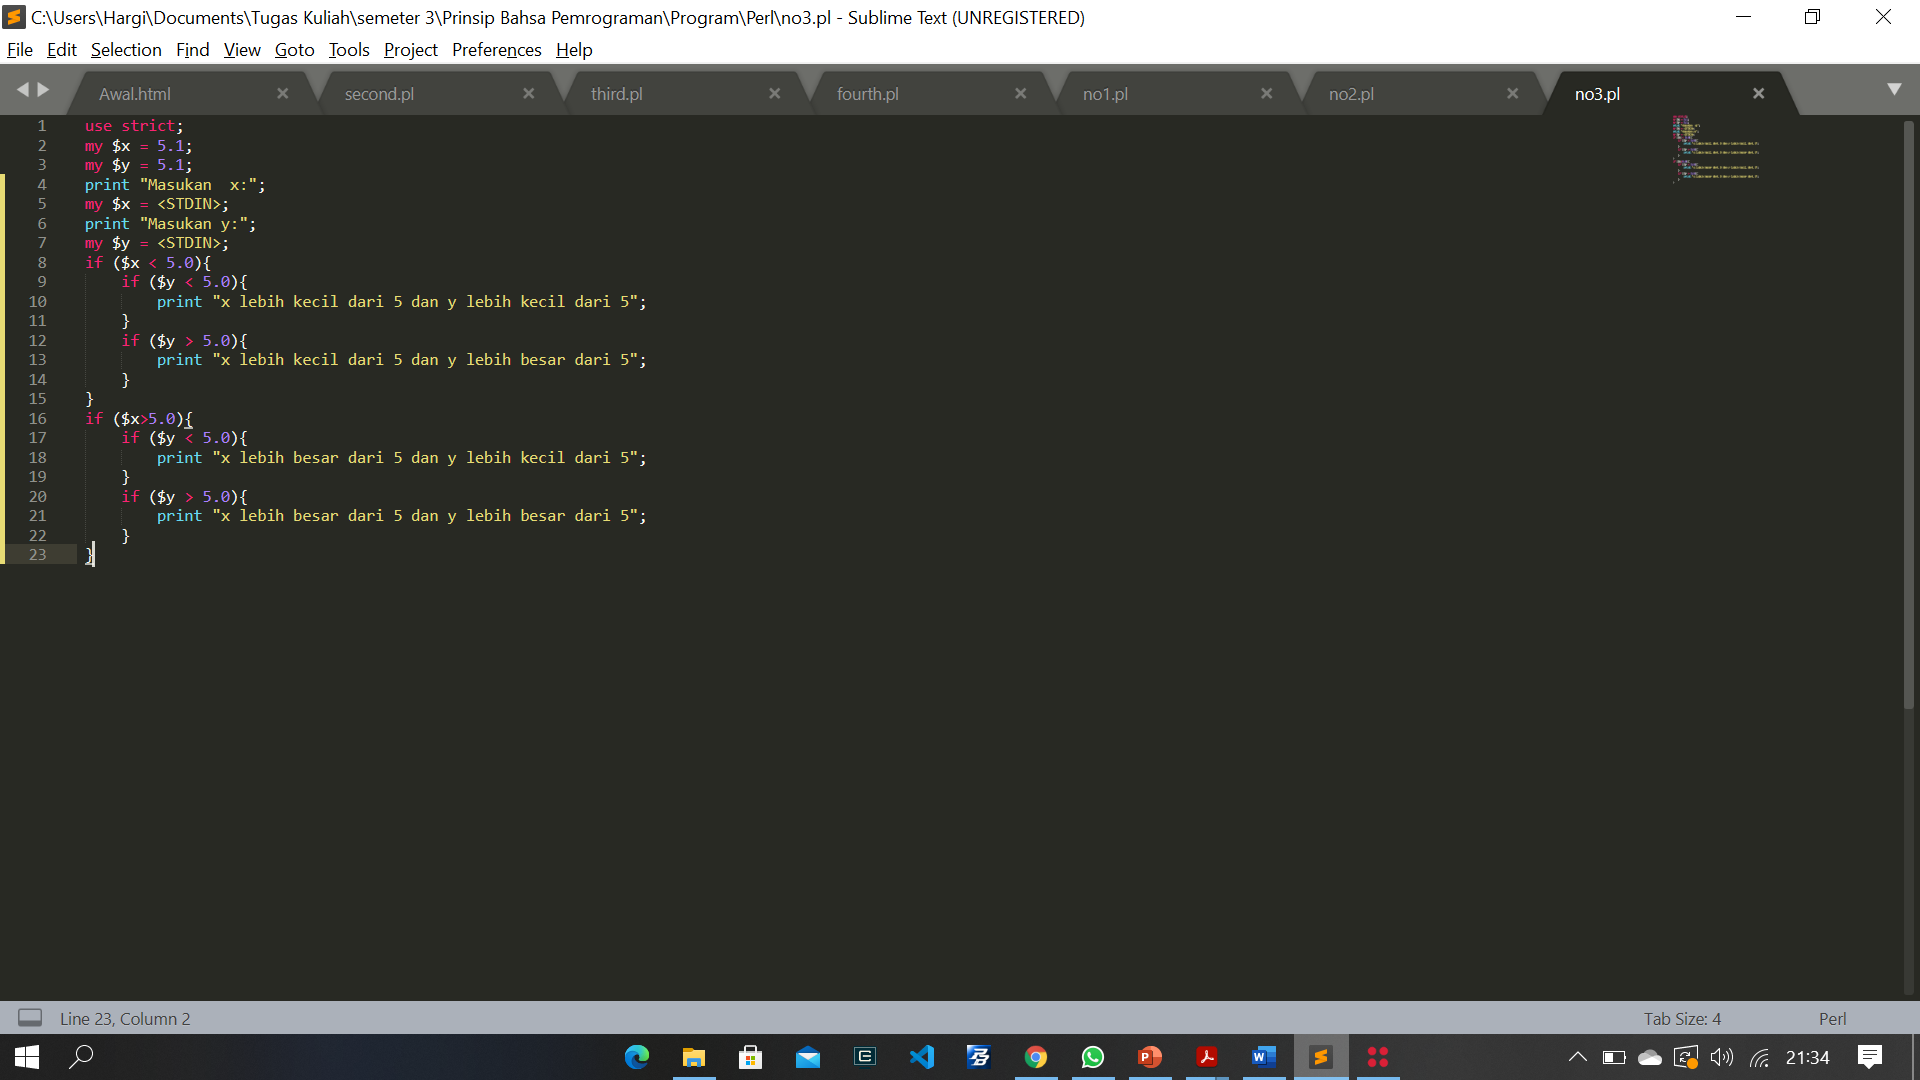 C:\Users\Hargi\Documents\Tugas Kuliah\semeter 3\Prinsip Bahsa Pemrograman\Program\Perl\no3.pl - Sublime Text (UNREGISTERED)
File Edit Selection Find View Goto Tools Project Preferences Help
Awal.html second.pl third.pl fourth.pl no1.pl no2.pl no3.pl
1 use strict;
2 my $x = 5.1;
3 my $y = 5.1;
4 print "Masukan  x:";
5 my $x = <STDIN>;
6 print "Masukan y:";
7 my $y = <STDIN>;
8 if ($x < 5.0){
9     if ($y < 5.0){
10         print "x lebih kecil dari 5 dan y lebih kecil dari 5";
11     }
12     if ($y > 5.0){
13         print "x lebih kecil dari 5 dan y lebih besar dari 5";
14     }
15 }
16 if ($x>5.0){
17     if ($y < 5.0){
18         print "x lebih besar dari 5 dan y lebih kecil dari 5";
19     }
20     if ($y > 5.0){
21         print "x lebih besar dari 5 dan y lebih besar dari 5";
22     }
23 }
Line 23, Column 2 Tab Size: 4 Perl
21:34